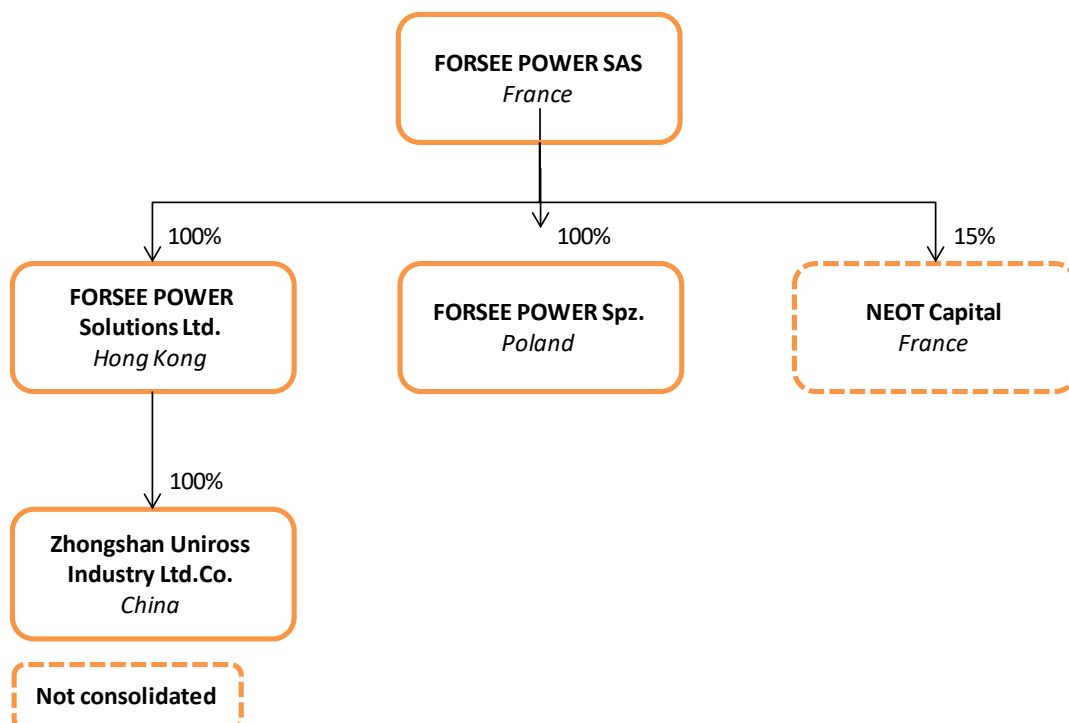 FORSEE POWER SAS
France
100%
100%
15%
FORSEE POWER
Solutions Ltd.
Hong Kong
FORSEE POWER Spz.
Poland
NEOT Capital
France
100%
Zhongshan Uniross
Industry Ltd.Co.
China
Not consolidated